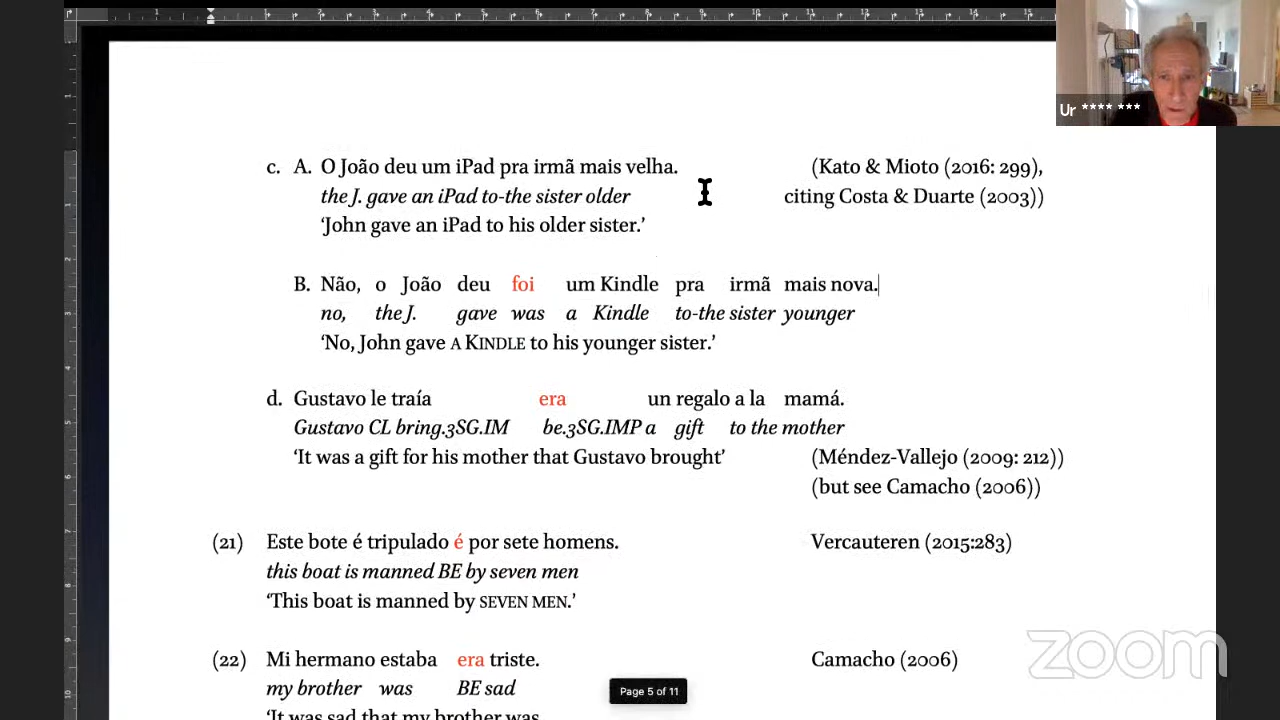 Ur **** ***
c. A. O João deu um iPad pra irmã mais velha. (Kato & Mioto (2016: 299),
the J. gave an iPad to-the sister older citing Costa & Duarte (2003))
‘John gave an iPad to his older sister.’
B. Não, o João deu foi um Kindle pra irmã mais nova.
no, the J. gave was a Kindle to-the sister younger
‘No, John gave A KINDLE to his younger sister.’
d. Gustavo le traía era un regalo a la mamá.
Gustavo CL bring.3SG.IM be.3SG.IMP a gift to the mother
‘It was a gift for his mother that Gustavo brought’ (Méndez-Vallejo (2009: 212))
(but see Camacho (2006))
(21) Este bote é tripulado é por sete homens. Vercauteren (2015:283)
this boat is manned BE by seven men
‘This boat is manned by SEVEN MEN.’
(22) Mi hermano estaba era triste. Camacho (2006)
my brother was BE sad
‘It was sad that my brother was
Page 5 of 11
zoom